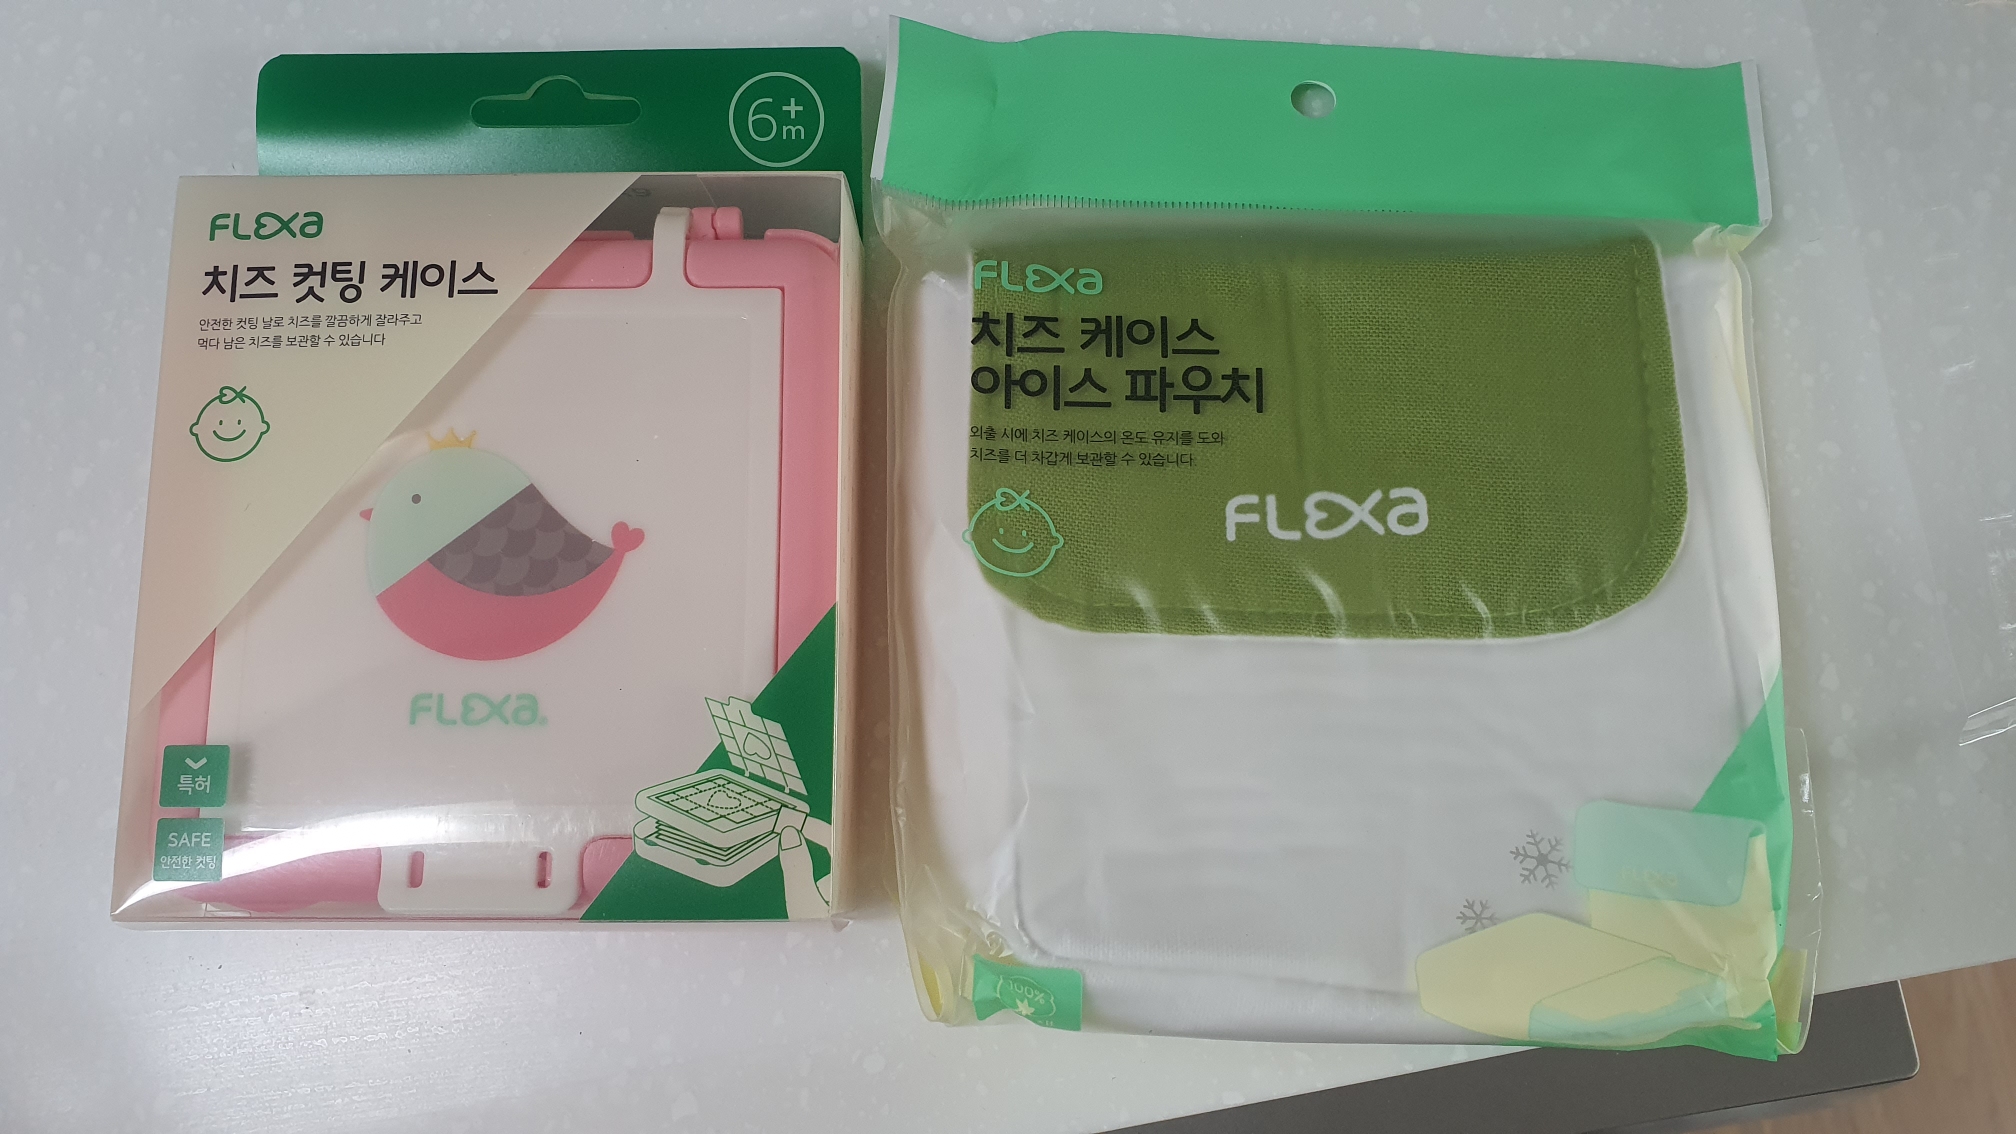 6+m
FLEXA
치즈 컷팅 케이스
안전한 컷팅 날로 치즈를 깔끔하게 잘라주고
먹다 남은 치즈를 보관할 수 있습니다
FLEXA
특허
SAFE
안전한 컷팅
FLEXA
치즈 케이스
아이스 파우치
외출 시에 치즈 케이스의 온도 유지를 도와
치즈를 더 차갑게 보관할 수 있습니다
FLEXA
100%